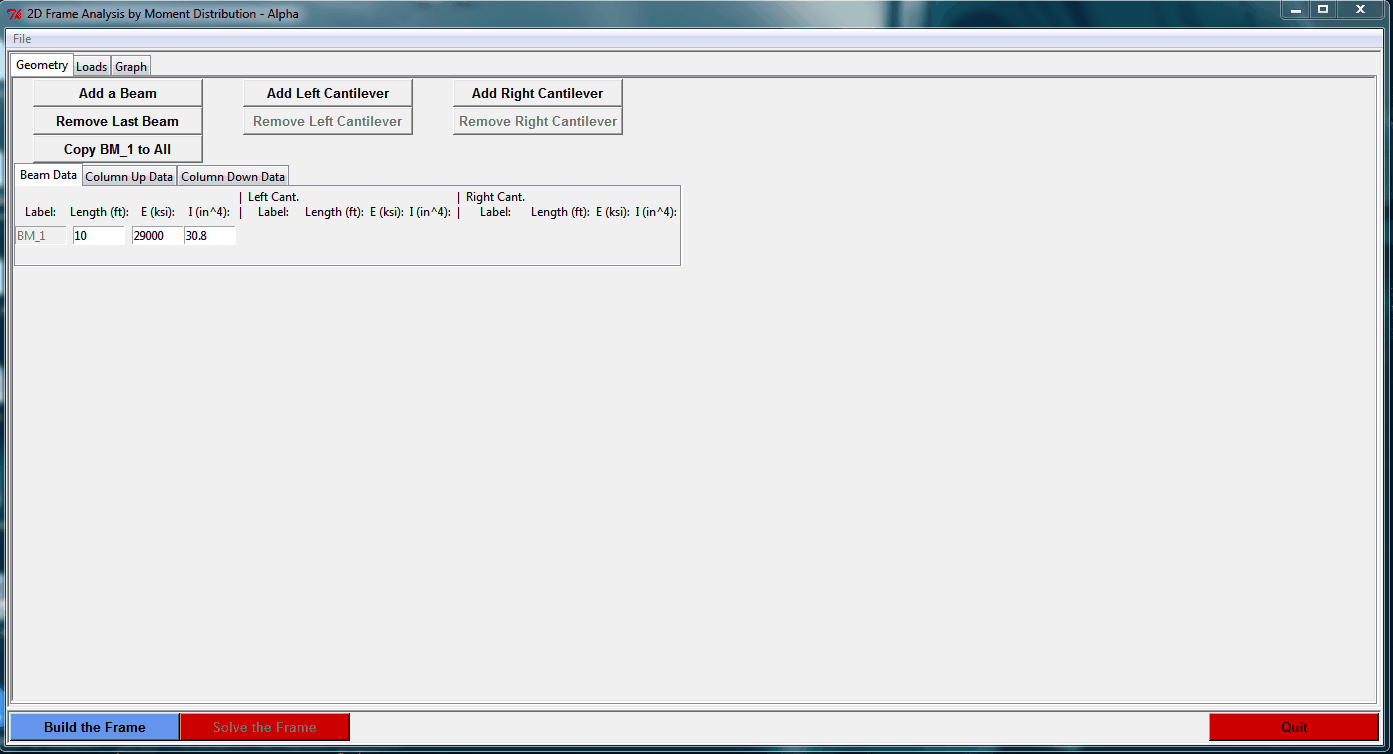 2D Frame Analysis by Moment Distribution - Alpha
File
Geometry Loads Graph
Add a Beam Add Left Cantilever Add Right Cantilever
Remove Last Beam Remove Left Cantilever Remove Right Cantilever
Copy BM_1 to All
Beam Data Column Up Data Column Down Data
| Left Cant. | Right Cant.
Label: Length (ft): E (ksi): I (in^4): | Label: Length (ft): E (ksi): I (in^4): | Label: Length (ft): E (ksi): I (in^4):
BM_1 10 29000 30.8
Build the Frame Solve the Frame Quit